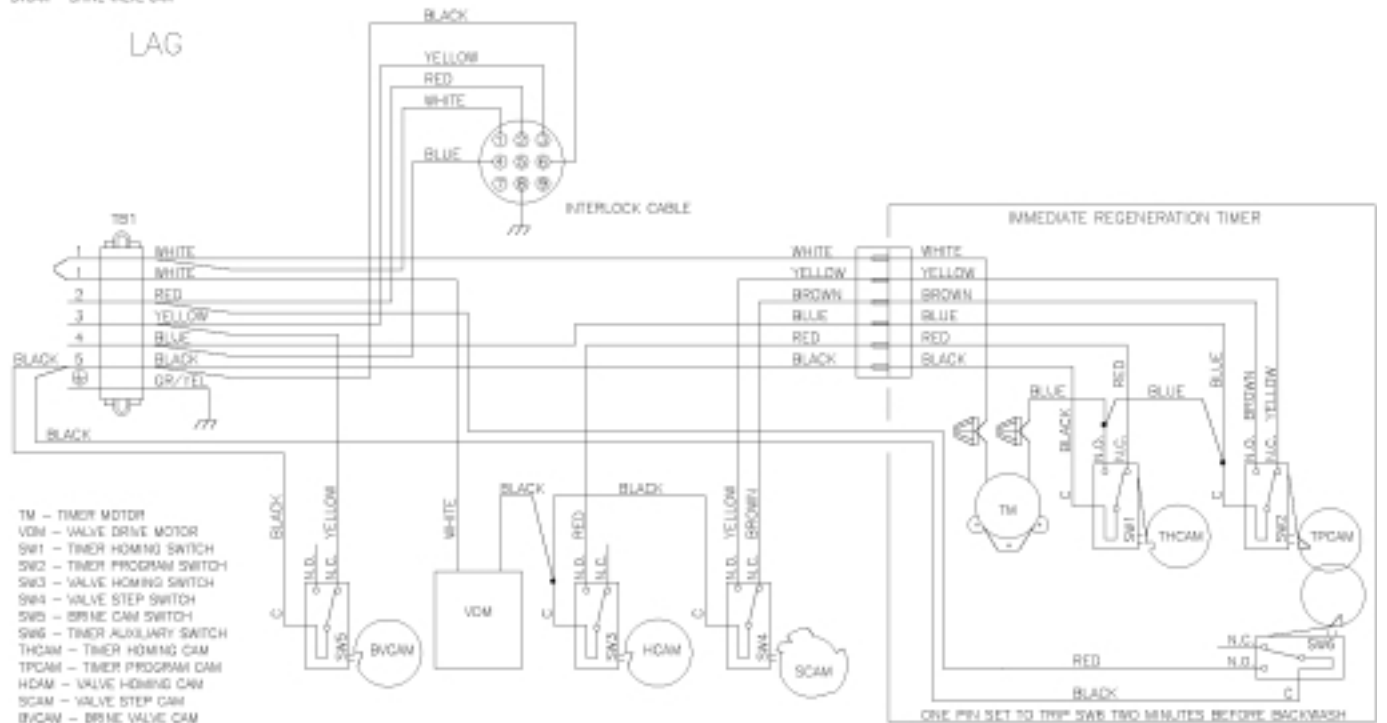 LAG
BLACK
YELLOW
RED
WHITE
BLUE
1 2 3
4 5 6
7 8 9
INTERLOCK CABLE
TB1
IMMEDIATE REGENERATION TIMER
1 WHITE WHITE WHITE
1 WHITE YELLOW YELLOW
2 RED BROWN BROWN
3 YELLOW BLUE BLUE
4 BLUE RED RED
BLACK 5 BLACK BLACK BLACK
GR/YEL
BLACK
BLUE BLACK RED BLUE BLUE BROWN YELLOW
N.O. N.C. N.O. N.C.
C C
TM SW1 THCAM SW2 TPCAM
BLACK YELLOW WHITE BLACK RED BLACK YELLOW BROWN
N.O. N.C. N.O. N.C. N.O. N.C.
C C C
SW5 BVCAM VDM SW3 HCAM SW4 SCAM
N.C. SW6
N.O.
RED
BLACK C
ONE PIN SET TO TRIP SW6 TWO MINUTES BEFORE BACKWASH
TM – TIMER MOTOR
VDM – VALVE DRIVE MOTOR
SW1 – TIMER HOMING SWITCH
SW2 – TIMER PROGRAM SWITCH
SW3 – VALVE HOMING SWITCH
SW4 – VALVE STEP SWITCH
SW5 – BRINE CAM SWITCH
SW6 – TIMER AUXILIARY SWITCH
THCAM – TIMER HOMING CAM
TPCAM – TIMER PROGRAM CAM
HCAM – VALVE HOMING CAM
SCAM – VALVE STEP CAM
BVCAM – BRINE VALVE CAM